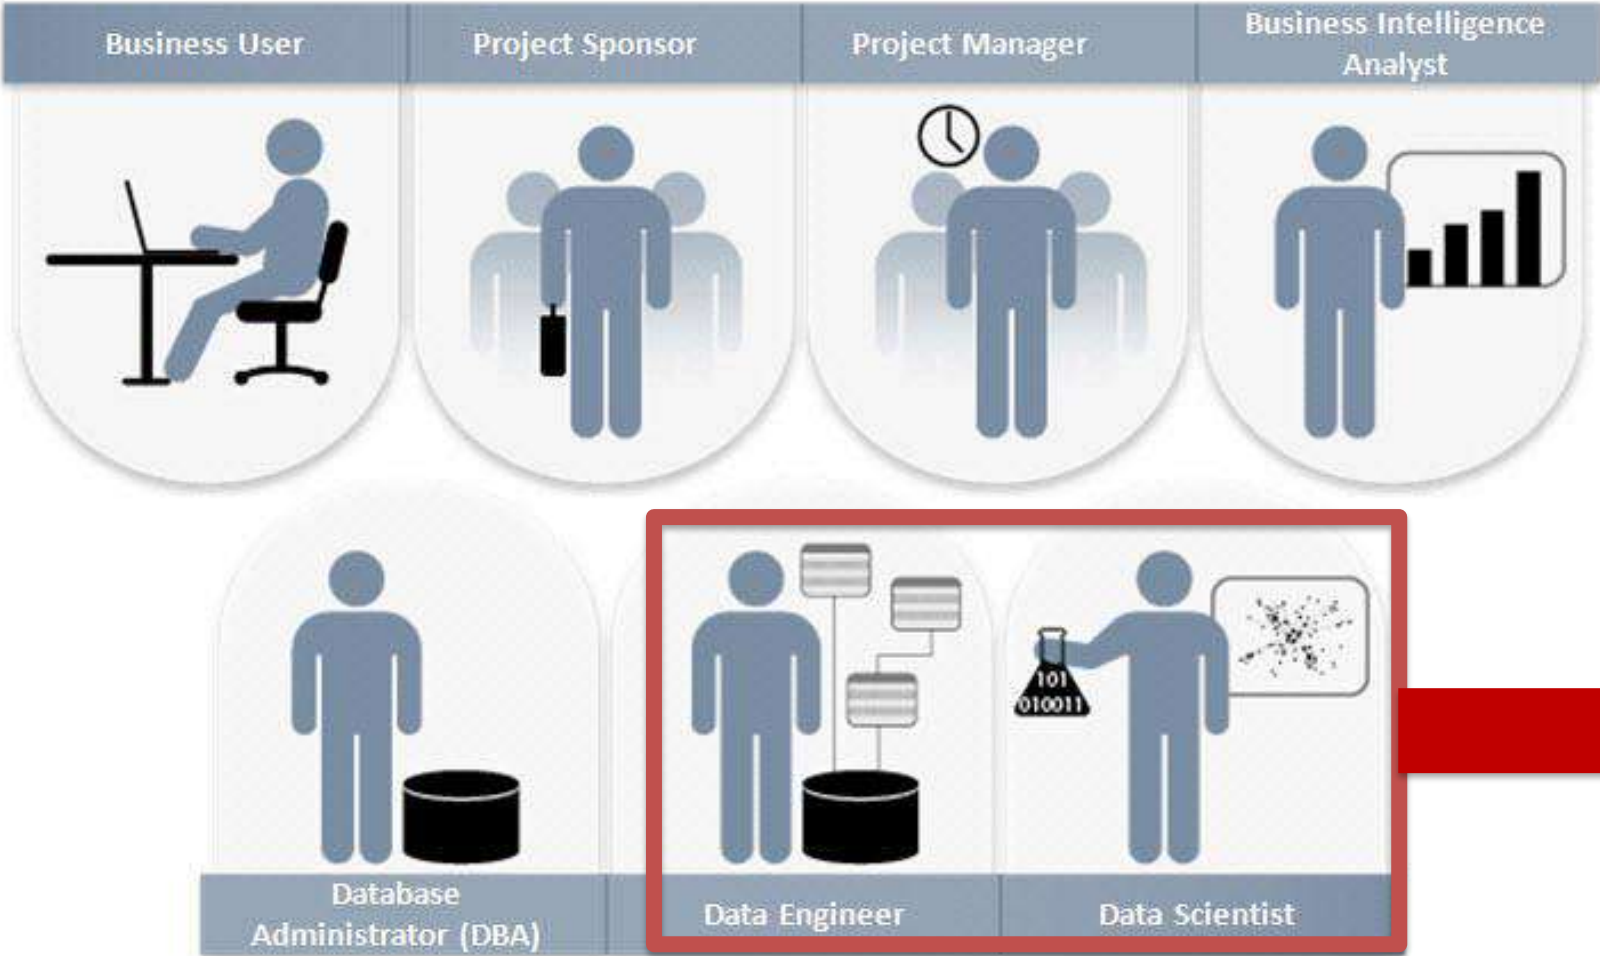 Business User
Project Sponsor
Project Manager
Business Intelligence
Analyst
101
010011
Database
Administrator (DBA)
Data Engineer
Data Scientist